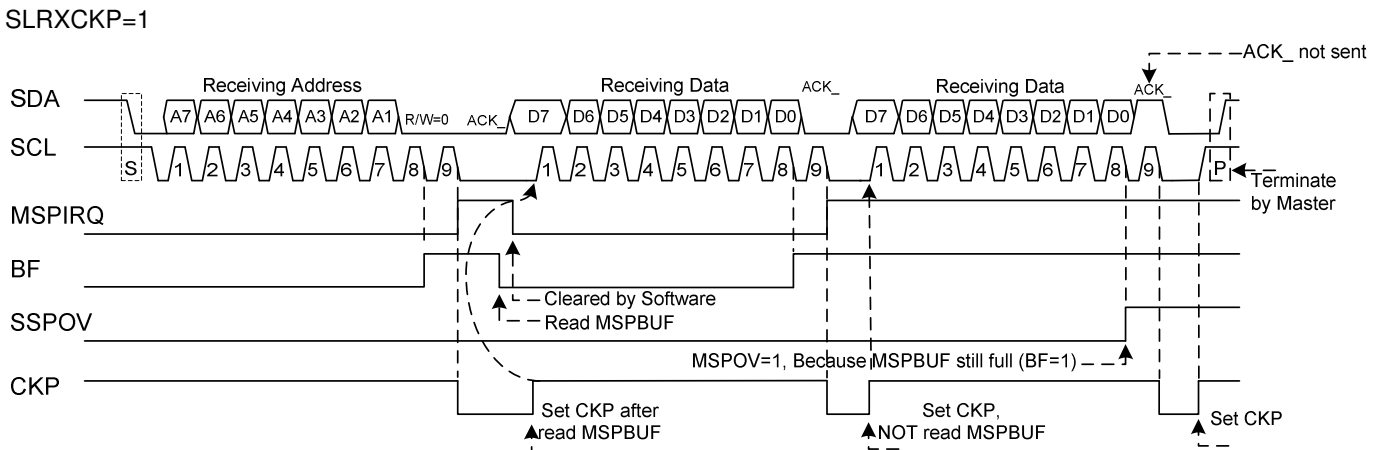 SLRXCKP=1
ACK_ not sent
Receiving Address
Receiving Data
ACK_
Receiving Data
ACK_
SDA
A7 A6 A5 A4 A3 A2 A1 R/W=0 ACK_ D7 D6 D5 D4 D3 D2 D1 D0 D7 D6 D5 D4 D3 D2 D1 D0
SCL
S 1 2 3 4 5 6 7 8 9 1 2 3 4 5 6 7 8 9 1 2 3 4 5 6 7 8 9 P
Terminate
by Master
MSPIRQ
BF
Cleared by Software
Read MSPBUF
SSPOV
MSPOV=1, Because MSPBUF still full (BF=1)
CKP
Set CKP after
read MSPBUF
Set CKP,
NOT read MSPBUF
Set CKP